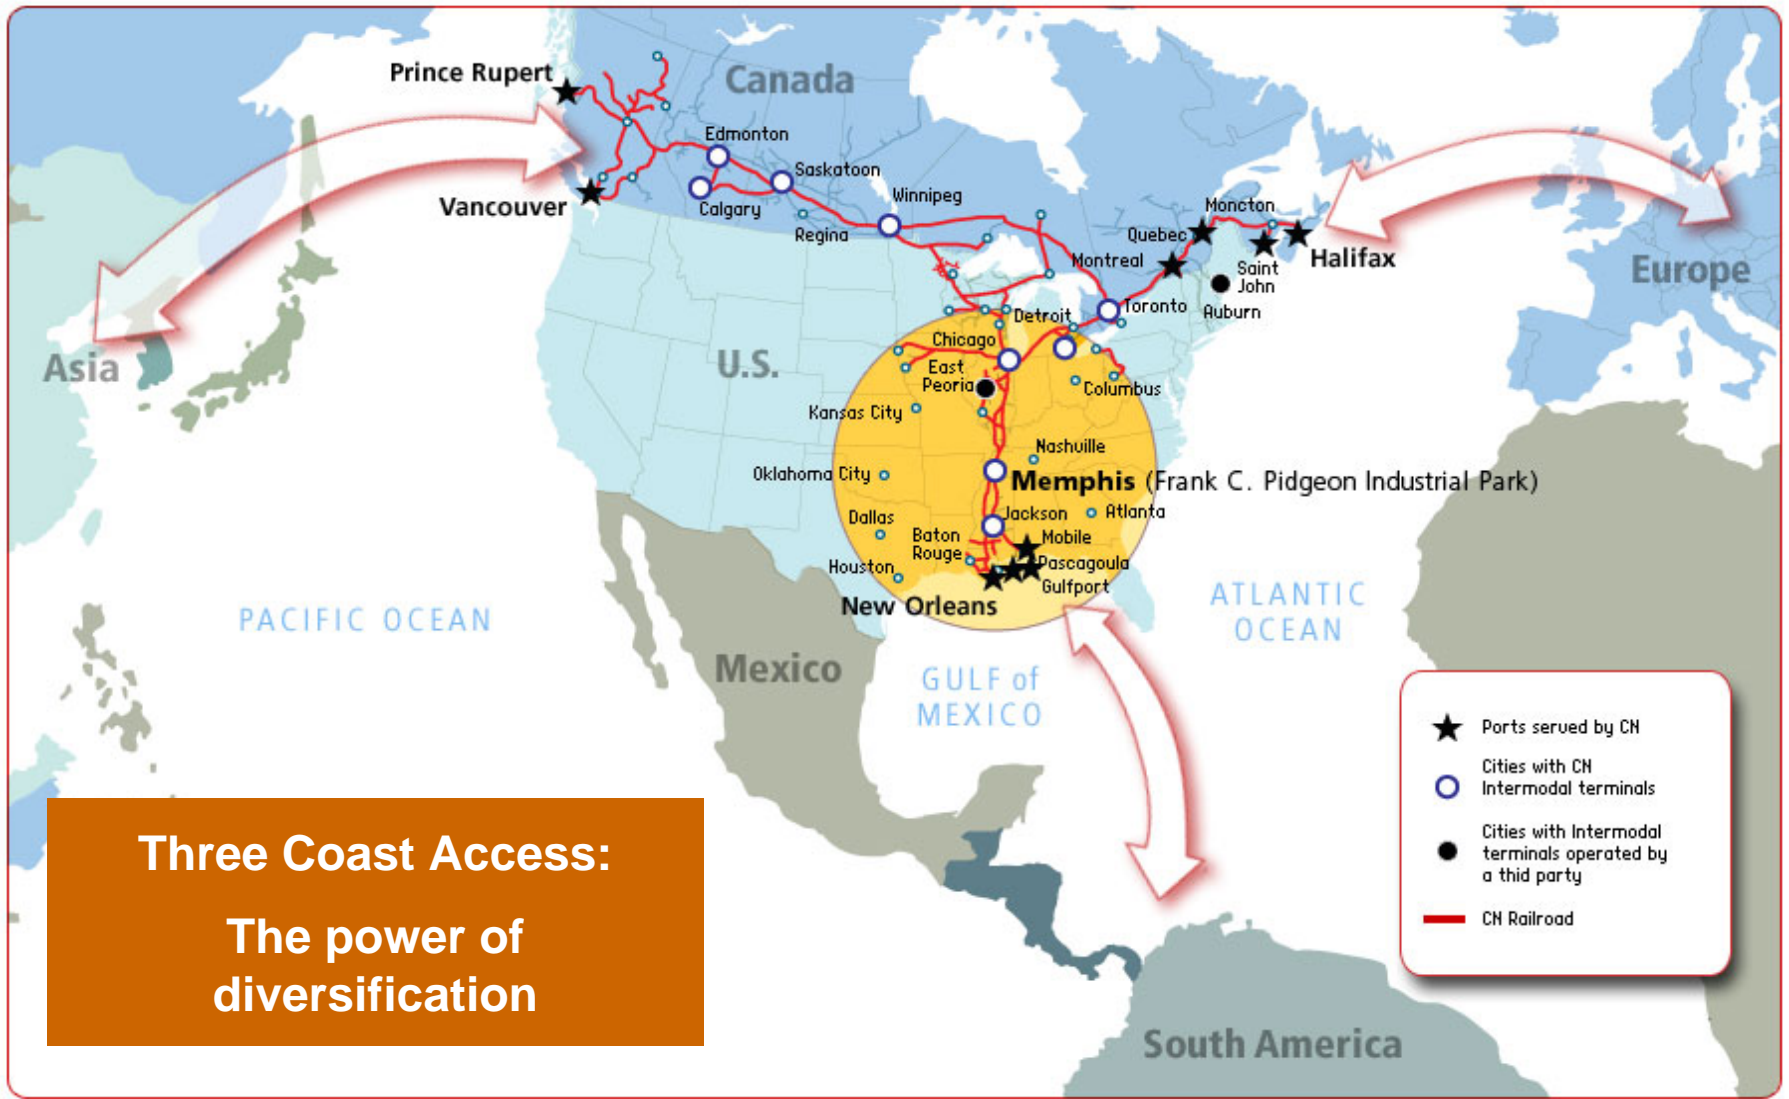 Prince Rupert
Canada
Edmonton
Saskatoon
Winnipeg
Vancouver
Calgary
Regina
Moncton
Quebec
Montreal
Halifax
Saint
John
Auburn
Europe
Toronto
Detroit
Chicago
Asia
U.S.
East
Peoria
Columbus
Kansas City
Nashville
Oklahoma City
Memphis (Frank C. Pidgeon Industrial Park)
Jackson
Atlanta
Dallas
Baton
Rouge
Mobile
Houston
Pascagoula
Gulfport
New Orleans
PACIFIC OCEAN
ATLANTIC
OCEAN
Mexico
GULF of
MEXICO
Ports served by CN
Cities with CN
Intermodal terminals
Cities with Intermodal
terminals operated by
a thid party
CN Railroad
Three Coast Access:
The power of
diversification
South America